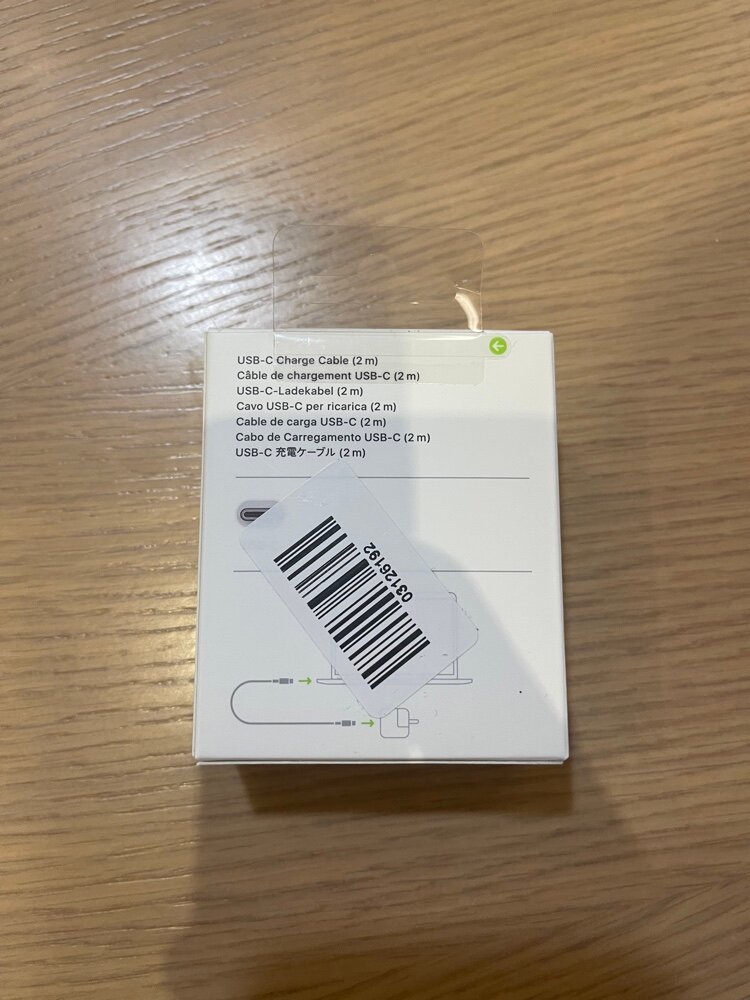 USB-C Charge Cable (2 m)
Câble de chargement USB-C (2 m)
USB-C-Ladekabel (2 m)
Cavo USB-C per ricarica (2 m)
Cable de carga USB-C (2 m)
Cabo de Carregamento USB-C (2 m)
USB-C 充電ケーブル (2 m)
03126192